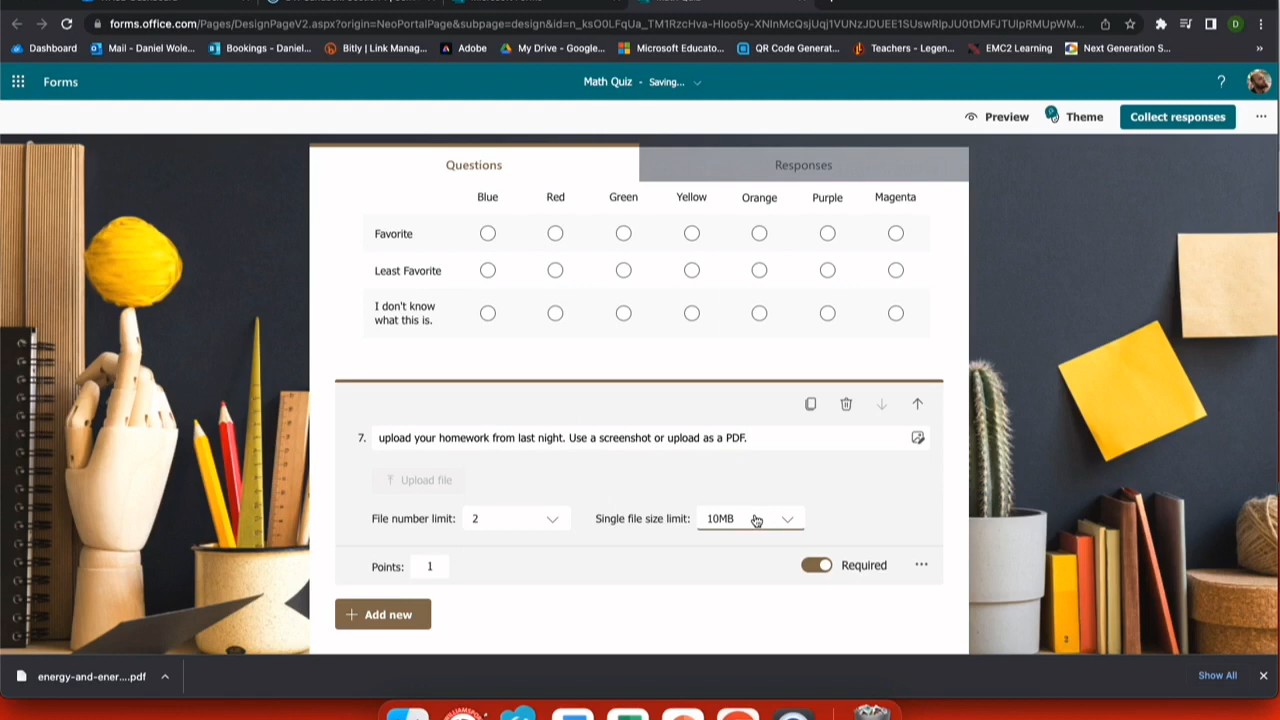 forms.office.com/Pages/DesignPageV2.aspx?origin=NeoPortalPage&subpage=design&id=n_ksO0LFqUa_TM1RzcHva-Hloo5y-XNInMcQsjUqj1VUNzJDUEE1SUswRlpJU0tDMFJTUlpRMUpWM...
D
Dashboard Mail - Daniel Wole... Bookings - Daniel... Bitly | Link Manag... Adobe My Drive - Google... Microsoft Educato... QR Code Generat... Teachers - Legen... EMC2 Learning Next Generation S... »
Forms Math Quiz - Saving... ?
Preview Theme Collect responses ...
Questions Responses
Blue Red Green Yellow Orange Purple Magenta
Favorite
Least Favorite
I don't know
what this is.
7. upload your homework from last night. Use a screenshot or upload as a PDF.
Upload file
File number limit: 2 Single file size limit: 10MB
Points: 1 Required ...
+ Add new
energy-and-ener....pdf Show All